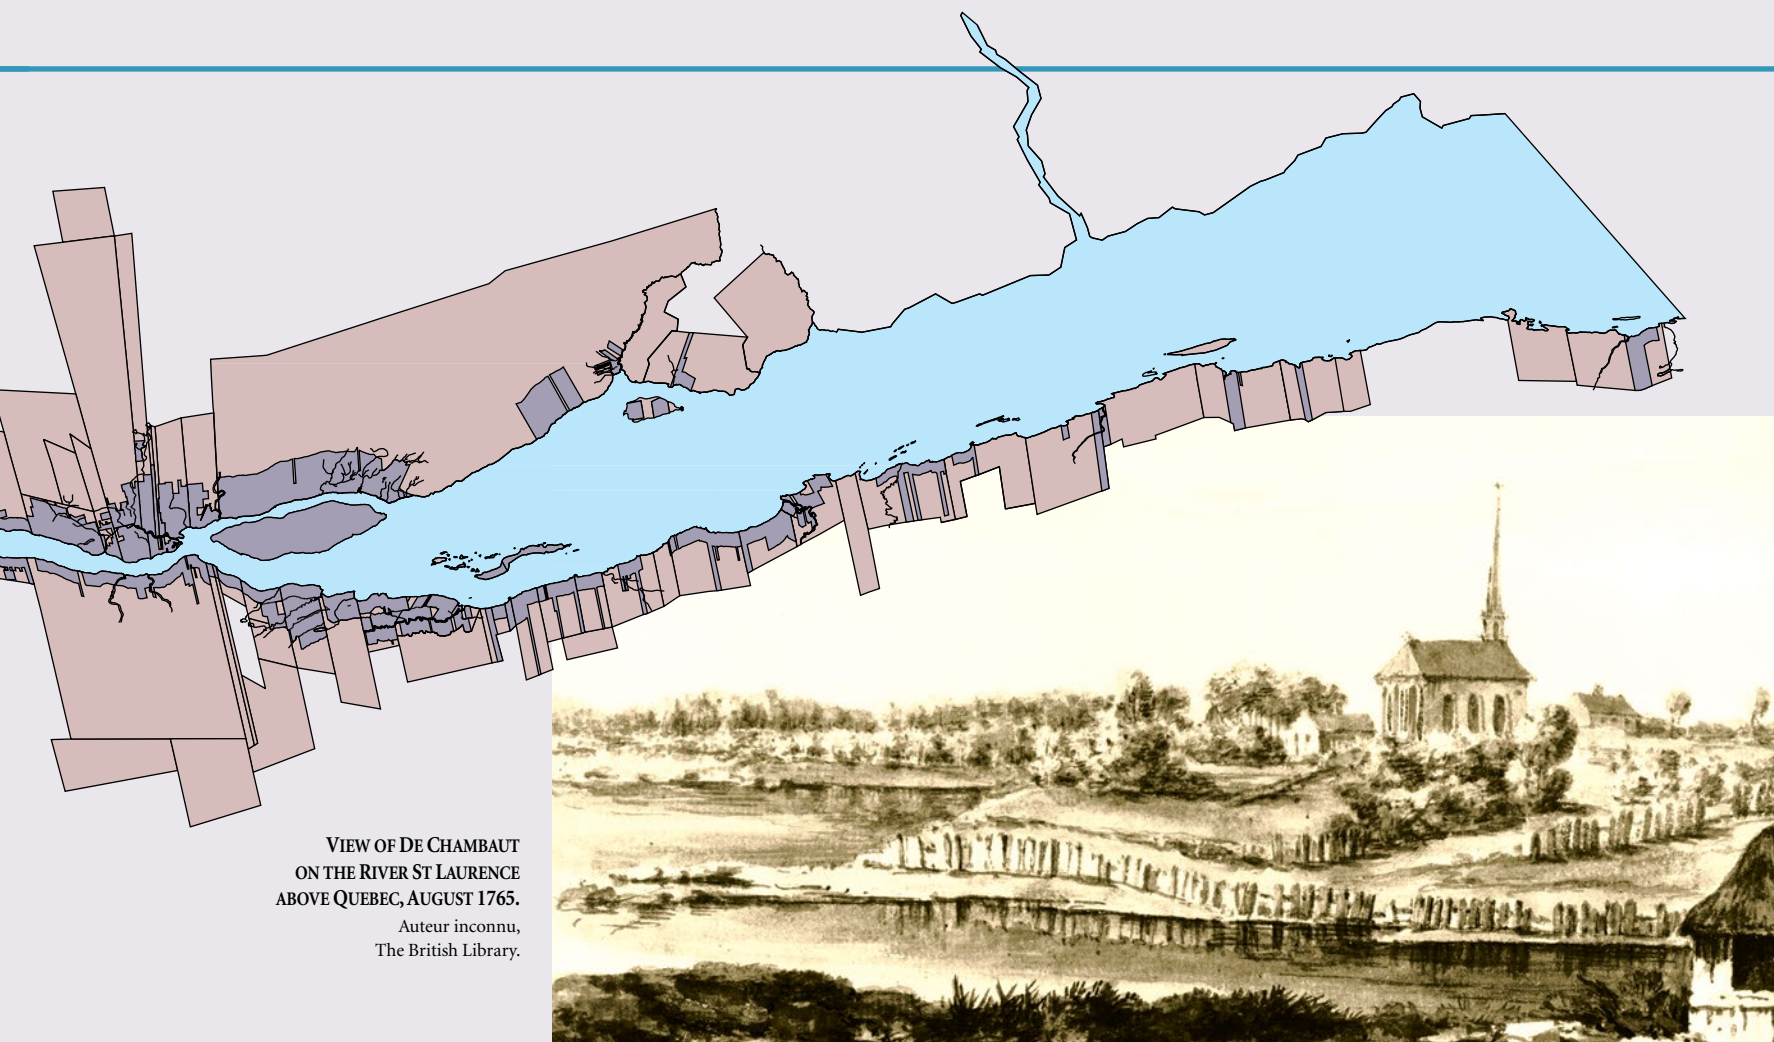 VIEW OF DE CHAMBAUT
ON THE RIVER ST LAURENCE
ABOVE QUEBEC, AUGUST 1765.
Auteur inconnu,
The British Library.